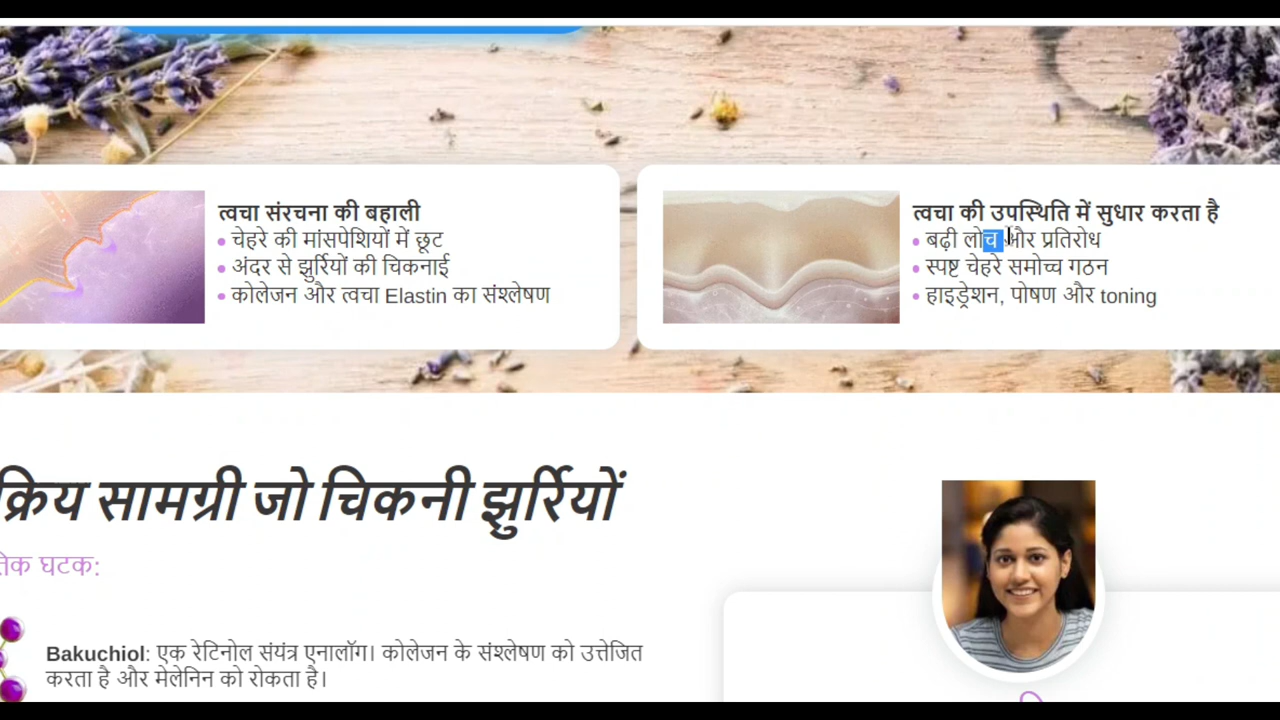 त्वचा संरचना की बहाली
चेहरे की मांसपेशियों में छूट
अंदर से झुर्रियों की चिकनाई
कोलेजन और त्वचा Elastin का संश्लेषण
त्वचा की उपस्थिति में सुधार करता है
बढ़ी लोच और प्रतिरोध
स्पष्ट चेहरे समोच्च गठन
हाइड्रेशन, पोषण और toning
क्रिय सामग्री जो चिकनी झुर्रियों
तिक घटक:
Bakuchiol: एक रेटिनोल संयंत्र एनालॉग। कोलेजन के संश्लेषण को उत्तेजित
करता है और मेलेनिन को रोकता है।